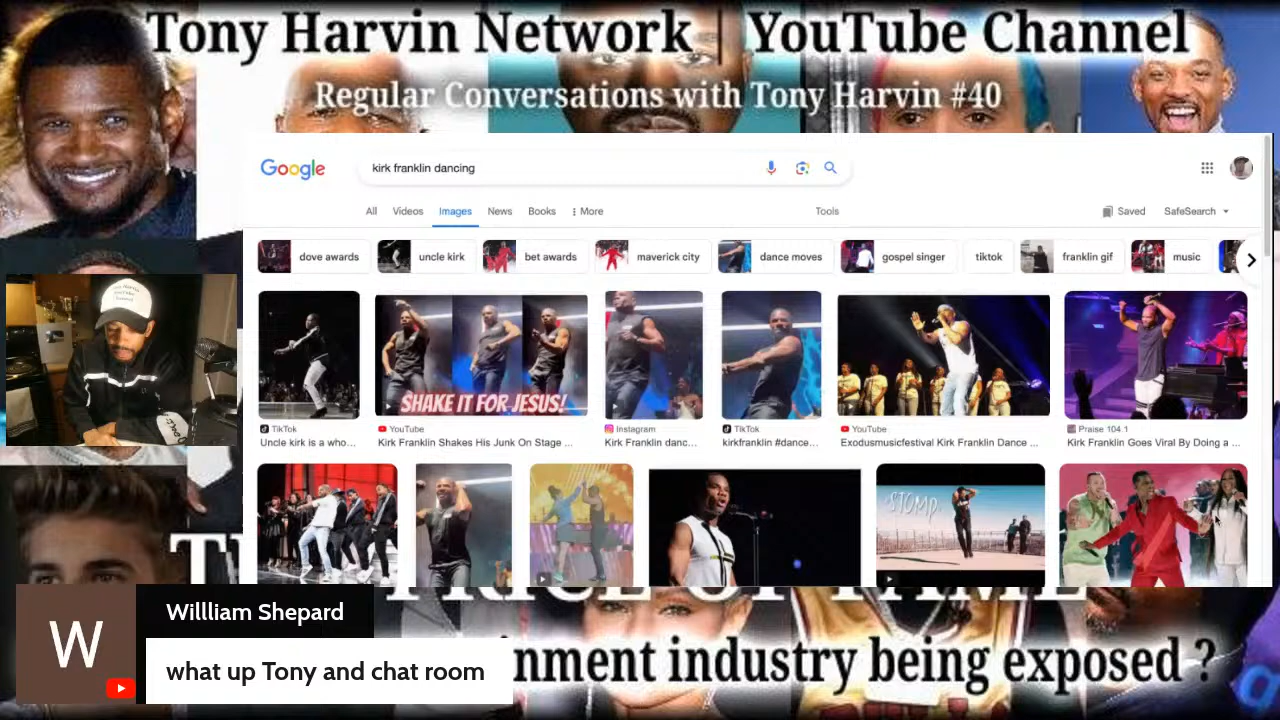 Tony Harvin Network | YouTube Channel
Regular Conversations with Tony Harvin #40
Google
kirk franklin dancing
All Videos Images News Books More
Tools
Saved SafeSearch
dove awards
uncle kirk
bet awards
maverick city
dance moves
gospel singer
tiktok
franklin gif
music
SHAKE IT FOR JESUS!
TikTok
Uncle kirk is a who...
YouTube
Kirk Franklin Shakes His Junk On Stage ...
Instagram
Kirk Franklin danc...
TikTok
kirkfranklin #dance...
YouTube
Exodusmusicfestival Kirk Franklin Dance ...
Praise 104.1
Kirk Franklin Goes Viral By Doing a ...
STOMP
PRICE OF FAME
nment industry being exposed ?
W
Willliam Shepard
what up Tony and chat room